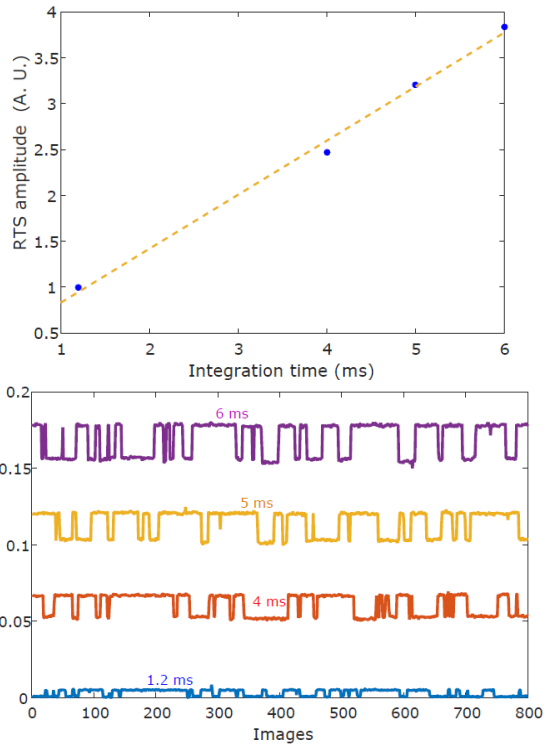 4
3.5
3
2.5
2
1.5
1
0.5
RTS amplitude (A. U.)
1 2 3 4 5 6
Integration time (ms)
0.2
0.15
0.1
0.05
0
6 ms
5 ms
4 ms
1.2 ms
0 100 200 300 400 500 600 700 800
Images